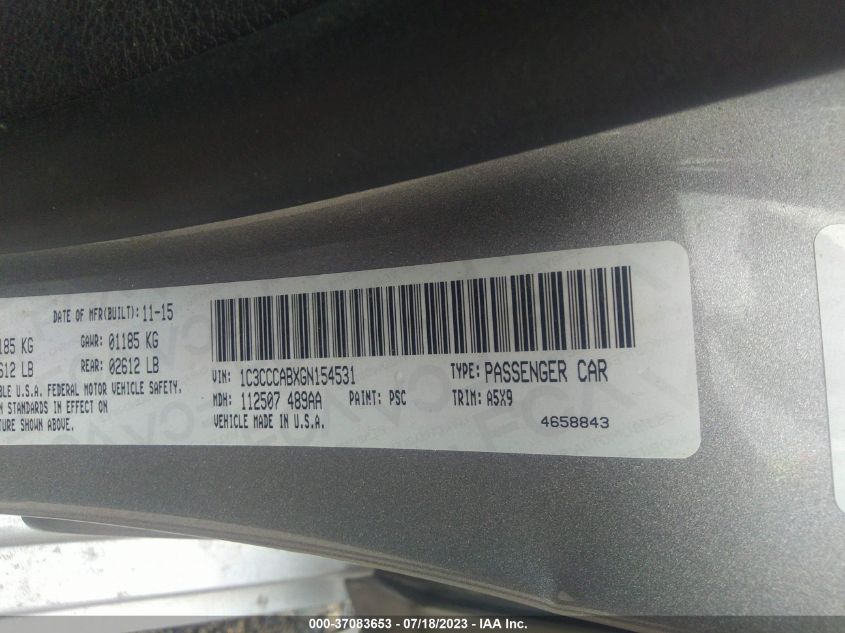 DATE OF MFR(BUILT): 11-15
185 KG GAWR: 01185 KG
612 LB REAR: 02612 LB
BLE U.S.A. FEDERAL MOTOR VEHICLE SAFETY.
N STANDARDS IN EFFECT ON
TURE SHOWN ABOVE.
VIN: 1C3CCCABXGN154531 TYPE: PASSENGER CAR
MDH: 112507 489AA PAINT: PSC TRIM: A5X9
VEHICLE MADE IN U.S.A. 4658843
000-37083653 - 07/18/2023 - IAA Inc.